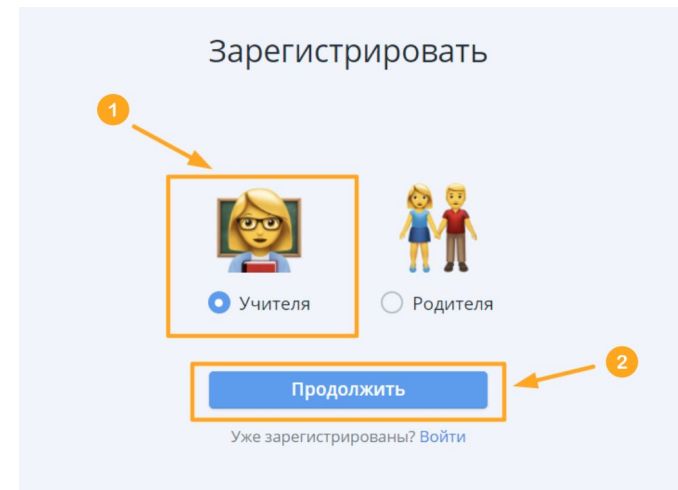 Зарегистрировать
1
Учителя
Родителя
Продолжить
2
Уже зарегистрированы? Войти